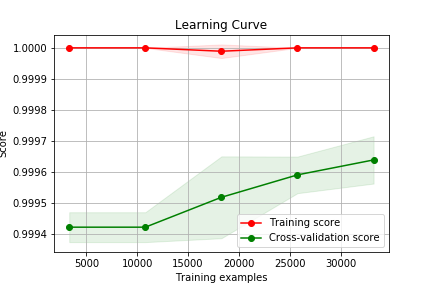 Learning Curve
1.0000
0.9999
0.9998
0.9997
0.9996
0.9995
0.9994
Score
5000 10000 15000 20000 25000 30000
Training examples
Training score
Cross-validation score